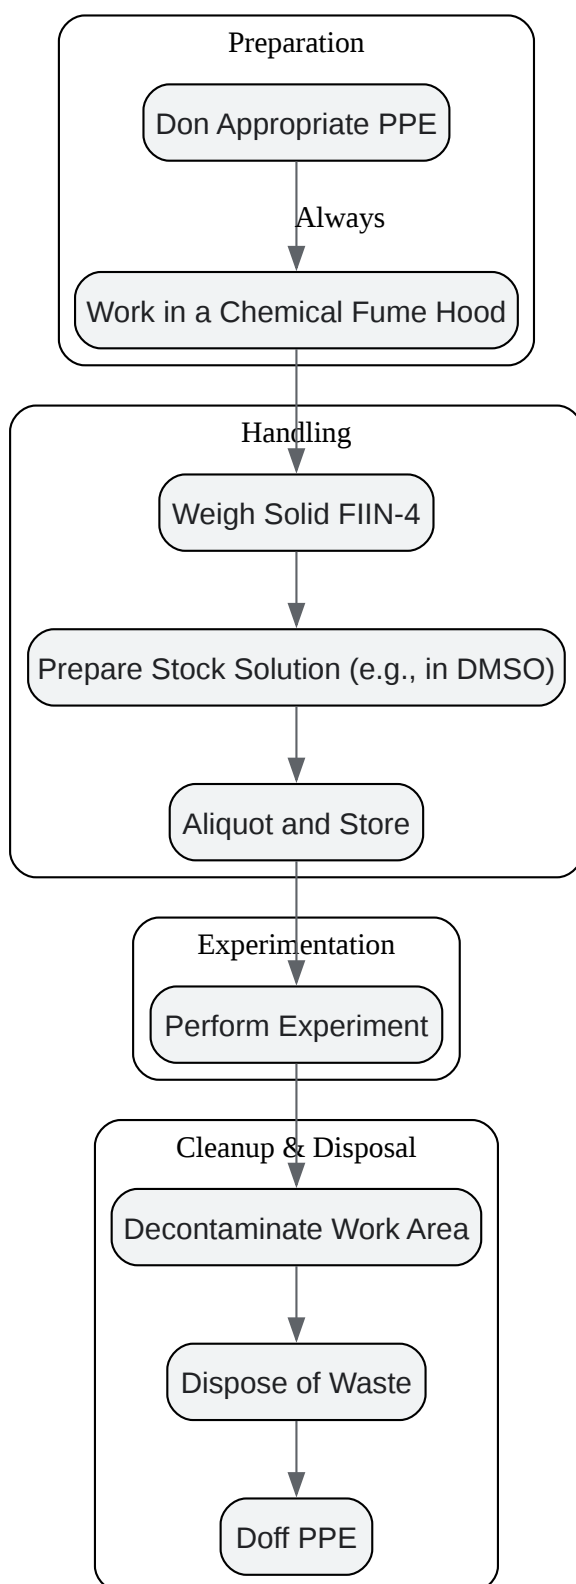 Preparation
Don Appropriate PPE
Always
Work in a Chemical Fume Hood
Handling
Weigh Solid FIIN-4
Prepare Stock Solution (e.g., in DMSO)
Aliquot and Store
Experimentation
Perform Experiment
Cleanup & Disposal
Decontaminate Work Area
Dispose of Waste
Doff PPE